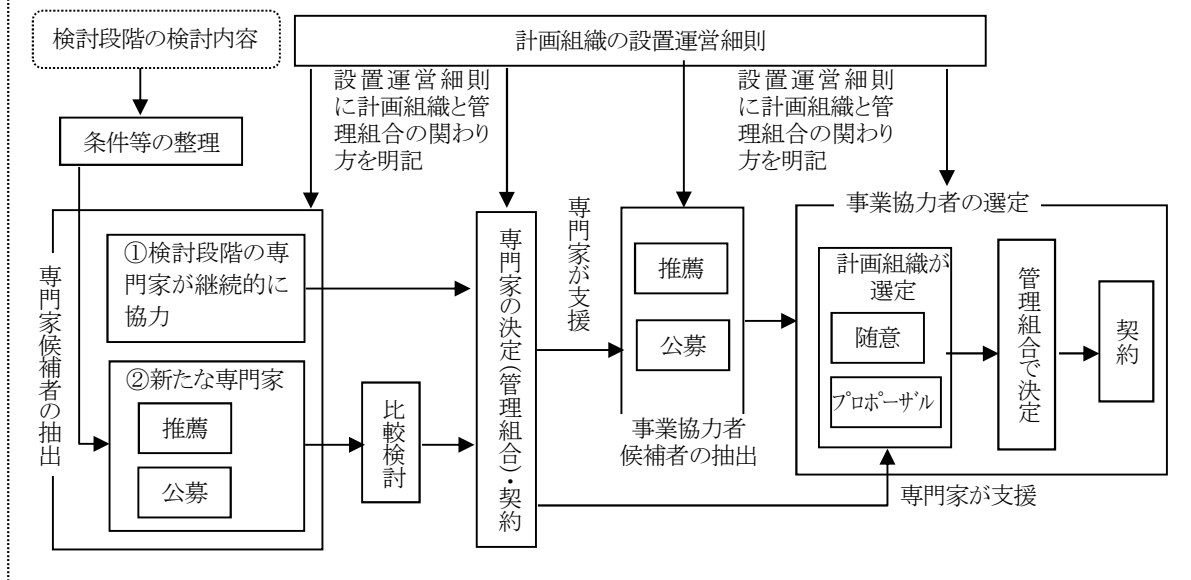 検討段階の検討内容
計画組織の設置運営細則
設置運営細則
に計画組織と管
理組合の関わり
方を明記
設置運営細則
に計画組織と管
理組合の関わり
方を明記
条件等の整理
専門家候補者の抽出
①検討段階の専
門家が継続的に
協力
②新たな専門家
推薦
公募
比較検討
専門家の決定(管理組合)・契約
専門家が支援
推薦
公募
事業協力者
候補者の抽出
事業協力者の選定
計画組織が
選定
随意
プロポーザル
管理組合で決定
契約
専門家が支援